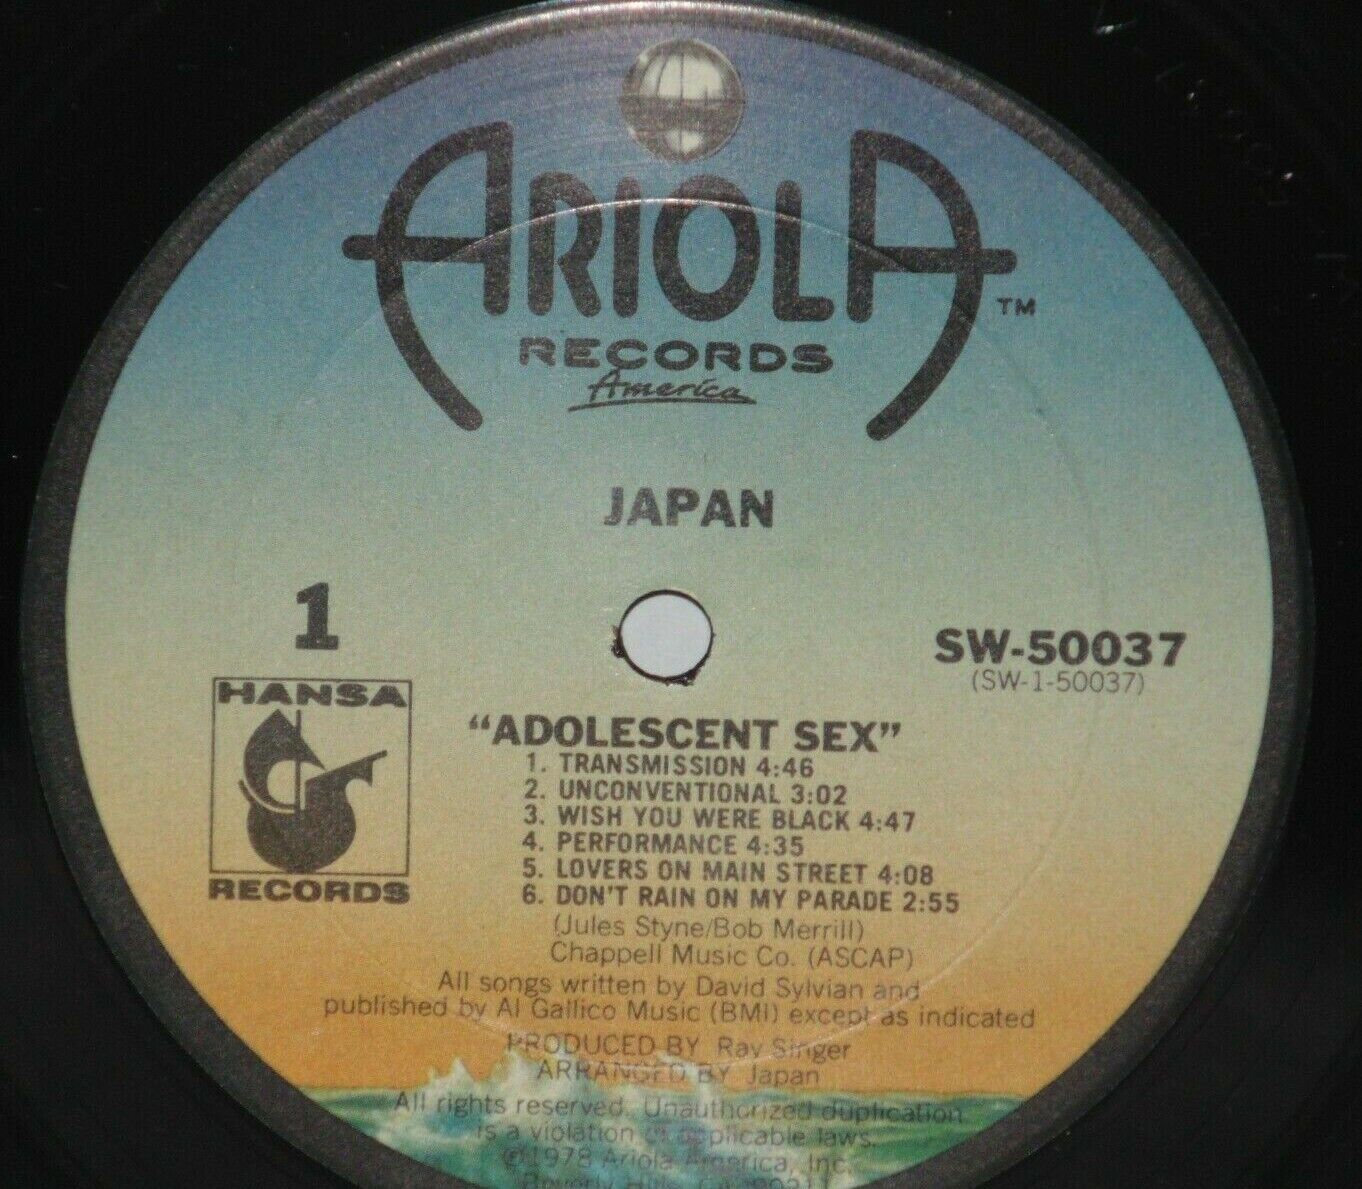 ARIOLA
TM
RECORDS
America
JAPAN
1
SW-50037
(SW-1-50037)
HANSA
RECORDS
"ADOLESCENT SEX"
1. TRANSMISSION 4:46
2. UNCONVENTIONAL 3:02
3. WISH YOU WERE BLACK 4:47
4. PERFORMANCE 4:35
5. LOVERS ON MAIN STREET 4:08
6. DON'T RAIN ON MY PARADE 2:55
(Jules Styne/Bob Merrill)
Chappell Music Co. (ASCAP)
All songs written by David Sylvian and
published by Al Gallico Music (BMI) except as indicated
PRODUCED BY Ray Singer
ARRANGED BY Japan
All rights reserved. Unauthorized duplication
is a violation of applicable laws.
©1978 Ariola America, Inc.
Beverly Hills, CA